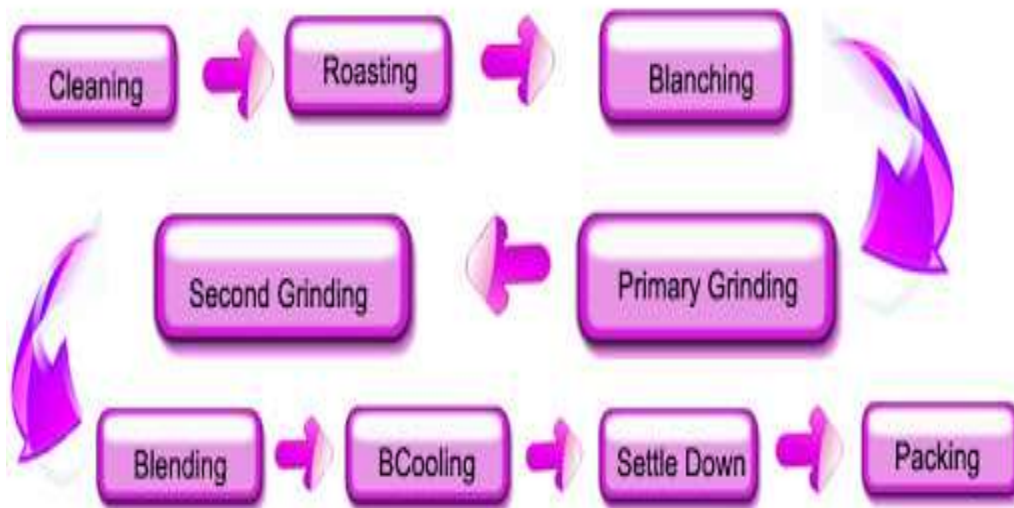 Cleaning
Roasting
Blanching
Primary Grinding
Second Grinding
Blending
BCooling
Settle Down
Packing